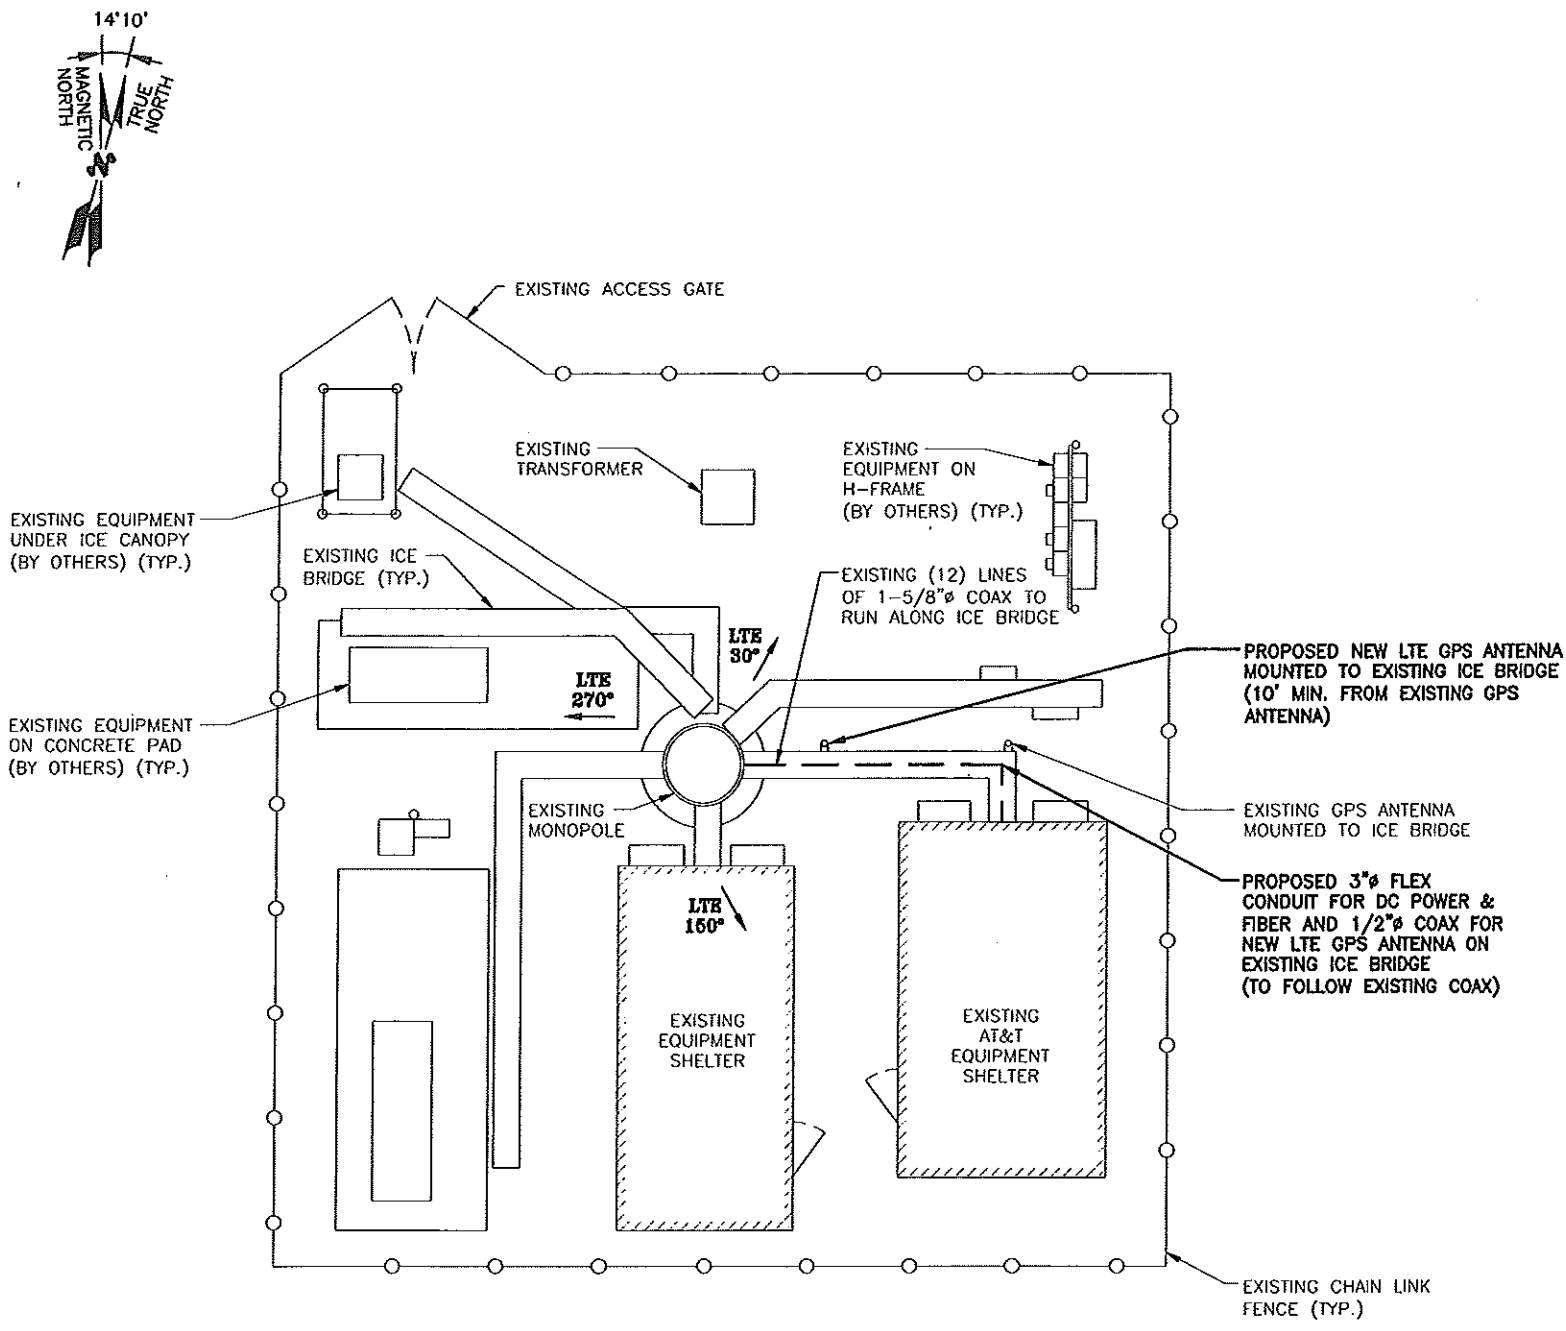 14°10'
MAGNETIC
NORTH
TRUE
NORTH
N
EXISTING ACCESS GATE
EXISTING
TRANSFORMER
EXISTING
EQUIPMENT ON
H-FRAME
(BY OTHERS) (TYP.)
EXISTING EQUIPMENT
UNDER ICE CANOPY
(BY OTHERS) (TYP.)
EXISTING ICE
BRIDGE (TYP.)
EXISTING (12) LINES
OF 1-5/8"ø COAX TO
RUN ALONG ICE BRIDGE
LTE
30°
LTE
270°
PROPOSED NEW LTE GPS ANTENNA
MOUNTED TO EXISTING ICE BRIDGE
(10' MIN. FROM EXISTING GPS
ANTENNA)
EXISTING EQUIPMENT
ON CONCRETE PAD
(BY OTHERS) (TYP.)
EXISTING
MONOPOLE
EXISTING GPS ANTENNA
MOUNTED TO ICE BRIDGE
PROPOSED 3"ø FLEX
CONDUIT FOR DC POWER &
FIBER AND 1/2"ø COAX FOR
NEW LTE GPS ANTENNA ON
EXISTING ICE BRIDGE
(TO FOLLOW EXISTING COAX)
LTE
150°
EXISTING
EQUIPMENT
SHELTER
EXISTING
AT&T
EQUIPMENT
SHELTER
EXISTING CHAIN LINK
FENCE (TYP.)